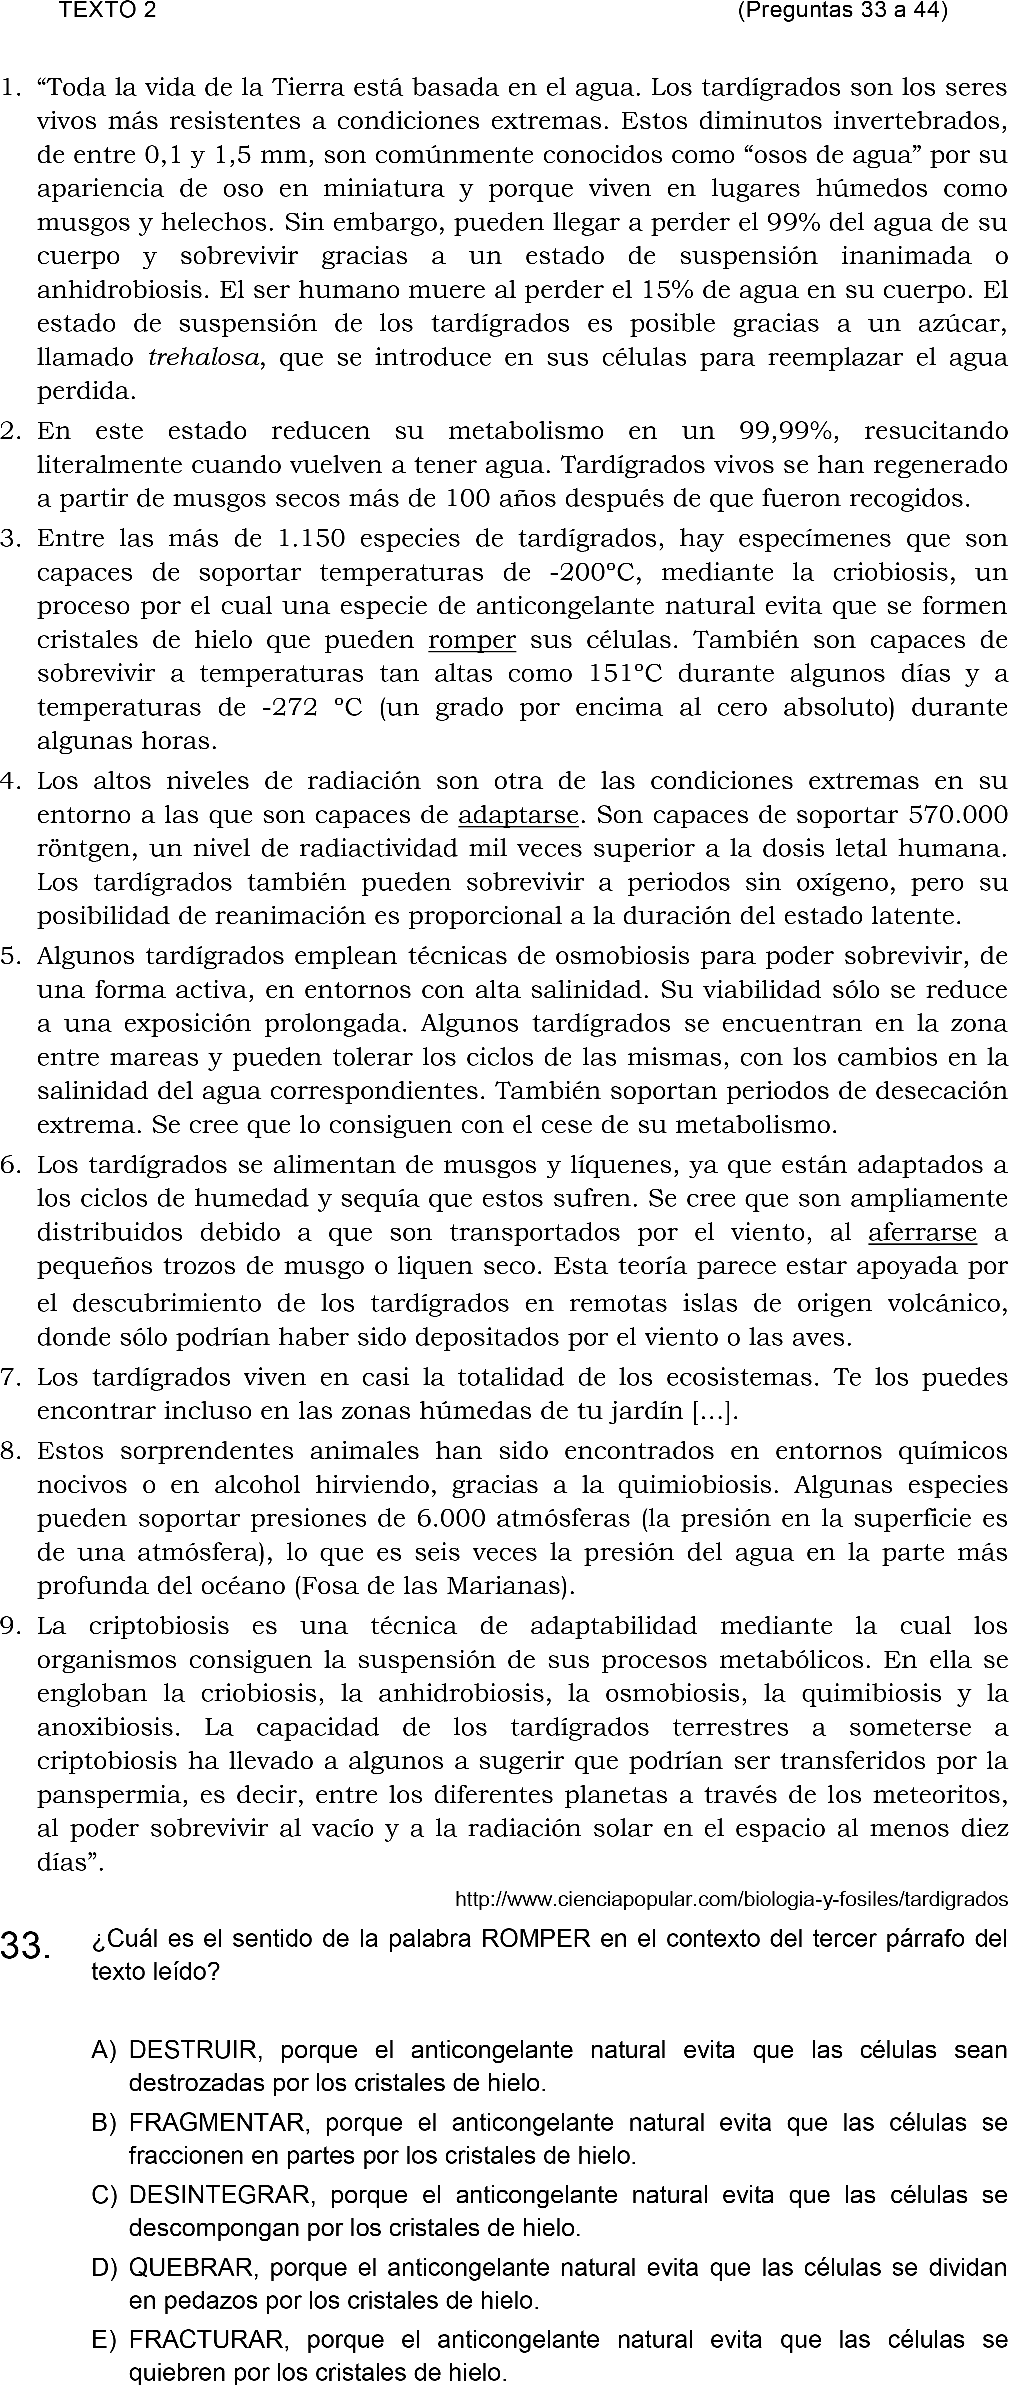 TEXTO 2 (Preguntas 33 a 44)
1. “Toda la vida de la Tierra está basada en el agua. Los tardígrados son los seres
vivos más resistentes a condiciones extremas. Estos diminutos invertebrados,
de entre 0,1 y 1,5 mm, son comúnmente conocidos como “osos de agua” por su
apariencia de oso en miniatura y porque viven en lugares húmedos como
musgos y helechos. Sin embargo, pueden llegar a perder el 99% del agua de su
cuerpo y sobrevivir gracias a un estado de suspensión inanimada o
anhidrobiosis. El ser humano muere al perder el 15% de agua en su cuerpo. El
estado de suspensión de los tardígrados es posible gracias a un azúcar,
llamado trehalosa, que se introduce en sus células para reemplazar el agua
perdida.
2. En este estado reducen su metabolismo en un 99,99%, resucitando
literalmente cuando vuelven a tener agua. Tardígrados vivos se han regenerado
a partir de musgos secos más de 100 años después de que fueron recogidos.
3. Entre las más de 1.150 especies de tardígrados, hay especímenes que son
capaces de soportar temperaturas de -200ºC, mediante la criobiosis, un
proceso por el cual una especie de anticongelante natural evita que se formen
cristales de hielo que pueden romper sus células. También son capaces de
sobrevivir a temperaturas tan altas como 151ºC durante algunos días y a
temperaturas de -272 ºC (un grado por encima al cero absoluto) durante
algunas horas.
4. Los altos niveles de radiación son otra de las condiciones extremas en su
entorno a las que son capaces de adaptarse. Son capaces de soportar 570.000
röntgen, un nivel de radiactividad mil veces superior a la dosis letal humana.
Los tardígrados también pueden sobrevivir a periodos sin oxígeno, pero su
posibilidad de reanimación es proporcional a la duración del estado latente.
5. Algunos tardígrados emplean técnicas de osmobiosis para poder sobrevivir, de
una forma activa, en entornos con alta salinidad. Su viabilidad sólo se reduce
a una exposición prolongada. Algunos tardígrados se encuentran en la zona
entre mareas y pueden tolerar los ciclos de las mismas, con los cambios en la
salinidad del agua correspondientes. También soportan periodos de desecación
extrema. Se cree que lo consiguen con el cese de su metabolismo.
6. Los tardígrados se alimentan de musgos y líquenes, ya que están adaptados a
los ciclos de humedad y sequía que estos sufren. Se cree que son ampliamente
distribuidos debido a que son transportados por el viento, al aferrarse a
pequeños trozos de musgo o liquen seco. Esta teoría parece estar apoyada por
el descubrimiento de los tardígrados en remotas islas de origen volcánico,
donde sólo podrían haber sido depositados por el viento o las aves.
7. Los tardígrados viven en casi la totalidad de los ecosistemas. Te los puedes
encontrar incluso en las zonas húmedas de tu jardín [...].
8. Estos sorprendentes animales han sido encontrados en entornos químicos
nocivos o en alcohol hirviendo, gracias a la quimiobiosis. Algunas especies
pueden soportar presiones de 6.000 atmósferas (la presión en la superficie es
de una atmósfera), lo que es seis veces la presión del agua en la parte más
profunda del océano (Fosa de las Marianas).
9. La criptobiosis es una técnica de adaptabilidad mediante la cual los
organismos consiguen la suspensión de sus procesos metabólicos. En ella se
engloban la criobiosis, la anhidrobiosis, la osmobiosis, la quimibiosis y la
anoxibiosis. La capacidad de los tardígrados terrestres a someterse a
criptobiosis ha llevado a algunos a sugerir que podrían ser transferidos por la
panspermia, es decir, entre los diferentes planetas a través de los meteoritos,
al poder sobrevivir al vacío y a la radiación solar en el espacio al menos diez
días”.
http://www.cienciapopular.com/biologia-y-fosiles/tardigrados
33. ¿Cuál es el sentido de la palabra ROMPER en el contexto del tercer párrafo del
texto leído?
A) DESTRUIR, porque el anticongelante natural evita que las células sean
destrozadas por los cristales de hielo.
B) FRAGMENTAR, porque el anticongelante natural evita que las células se
fraccionen en partes por los cristales de hielo.
C) DESINTEGRAR, porque el anticongelante natural evita que las células se
descompongan por los cristales de hielo.
D) QUEBRAR, porque el anticongelante natural evita que las células se dividan
en pedazos por los cristales de hielo.
E) FRACTURAR, porque el anticongelante natural evita que las células se
quiebren por los cristales de hielo.